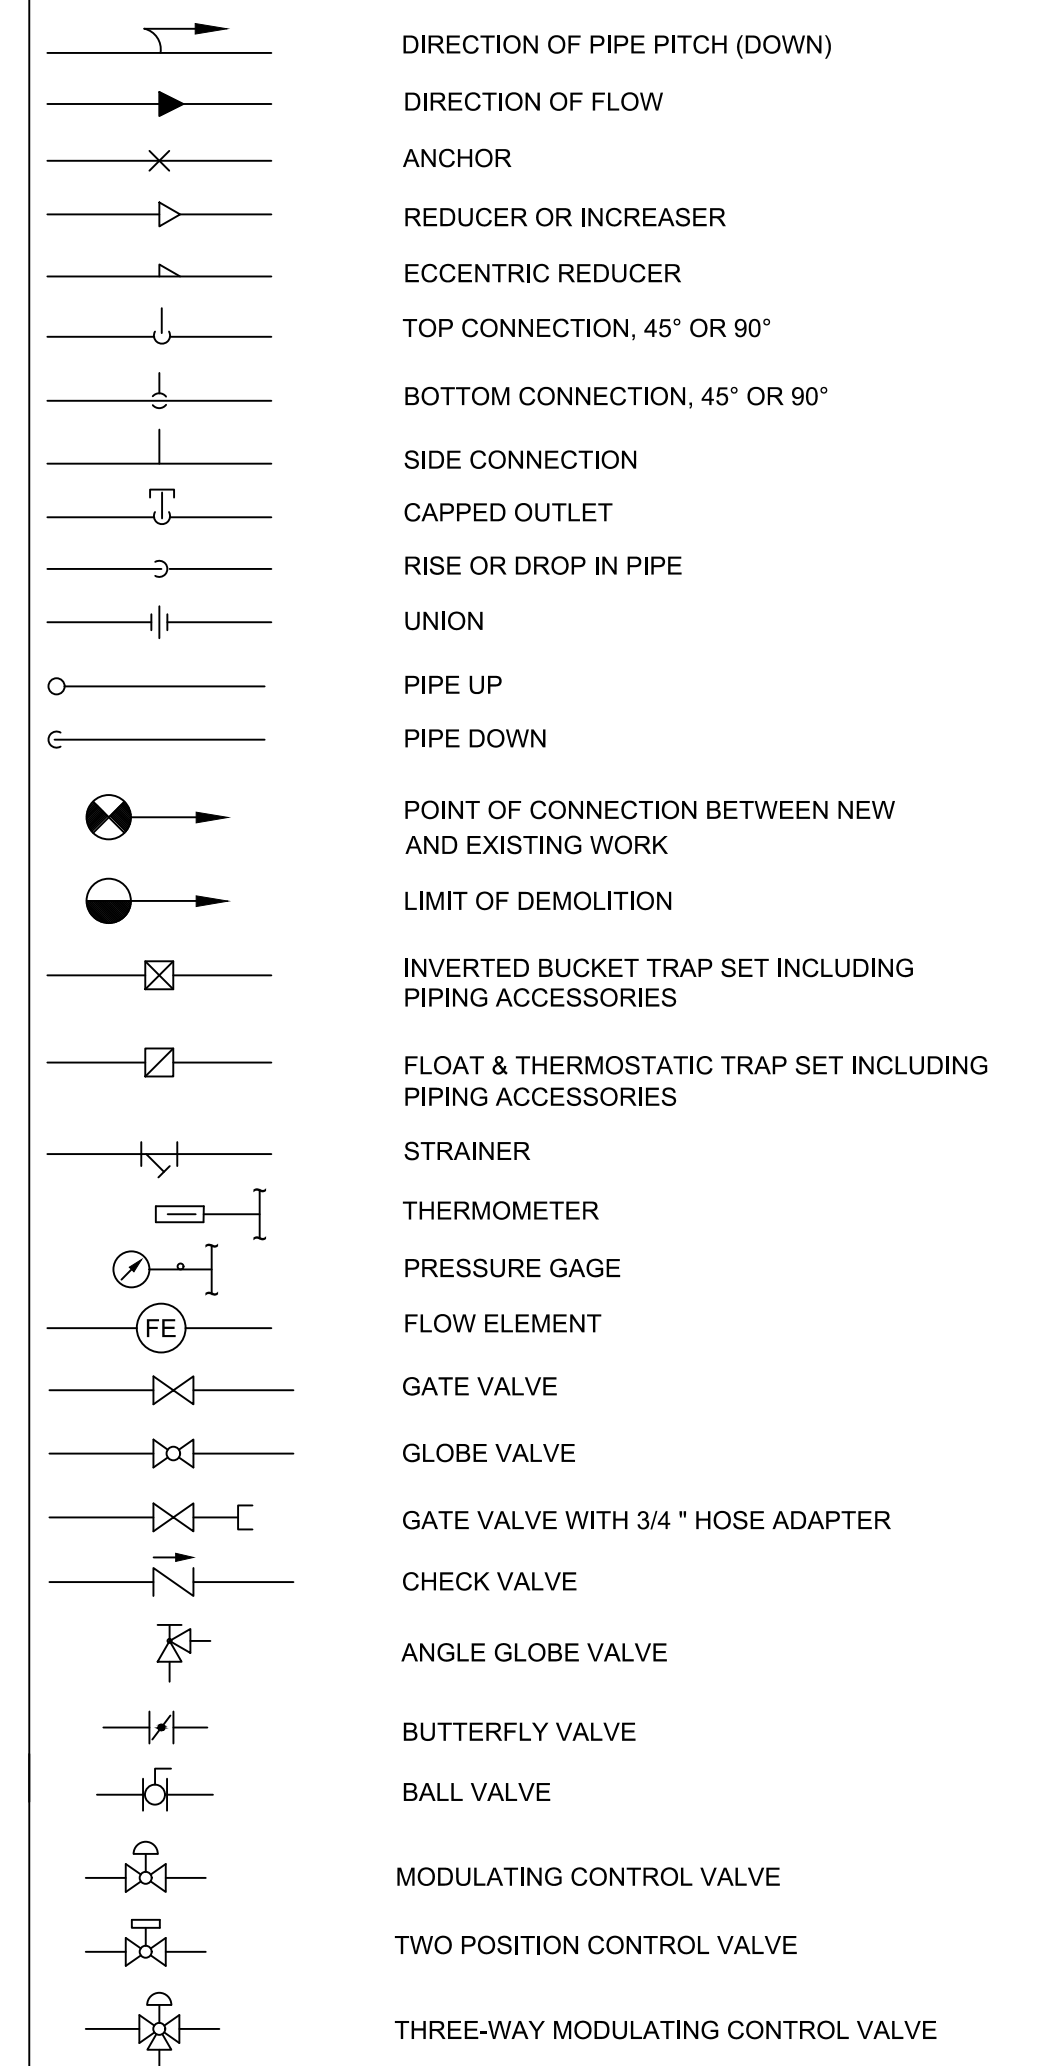 DIRECTION OF PIPE PITCH (DOWN)
DIRECTION OF FLOW
ANCHOR
REDUCER OR INCREASER
ECCENTRIC REDUCER
TOP CONNECTION, 45° OR 90°
BOTTOM CONNECTION, 45° OR 90°
SIDE CONNECTION
CAPPED OUTLET
RISE OR DROP IN PIPE
UNION
PIPE UP
PIPE DOWN
POINT OF CONNECTION BETWEEN NEW
AND EXISTING WORK
LIMIT OF DEMOLITION
INVERTED BUCKET TRAP SET INCLUDING
PIPING ACCESSORIES
FLOAT & THERMOSTATIC TRAP SET INCLUDING
PIPING ACCESSORIES
STRAINER
THERMOMETER
PRESSURE GAGE
FE FLOW ELEMENT
GATE VALVE
GLOBE VALVE
GATE VALVE WITH 3/4 " HOSE ADAPTER
CHECK VALVE
ANGLE GLOBE VALVE
BUTTERFLY VALVE
BALL VALVE
MODULATING CONTROL VALVE
TWO POSITION CONTROL VALVE
THREE-WAY MODULATING CONTROL VALVE